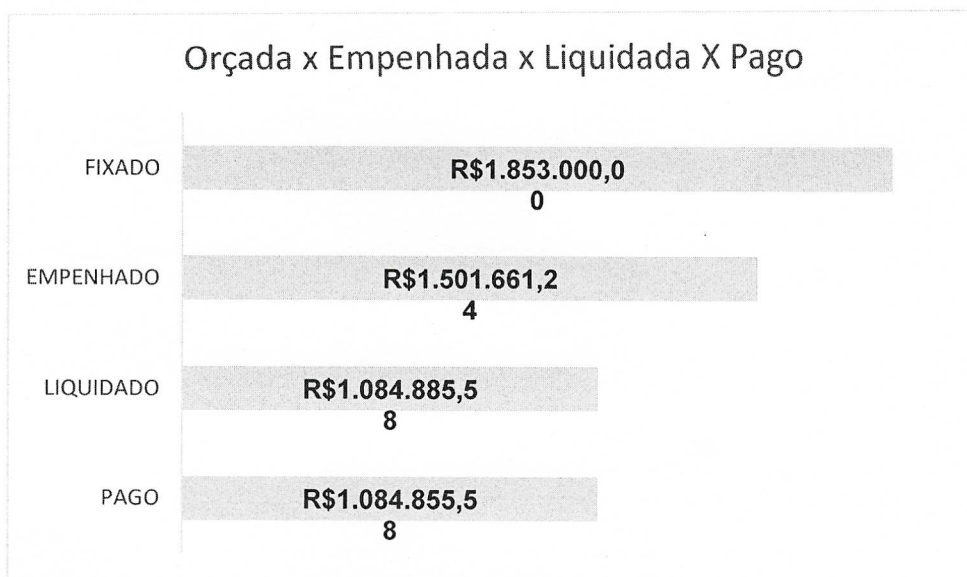 Orçada x Empenhada x Liquidada X Pago
FIXADO
R$1.853.000,0
0
EMPENHADO
R$1.501.661,2
4
LIQUIDADO
R$1.084.885,5
8
PAGO
R$1.084.855,5
8